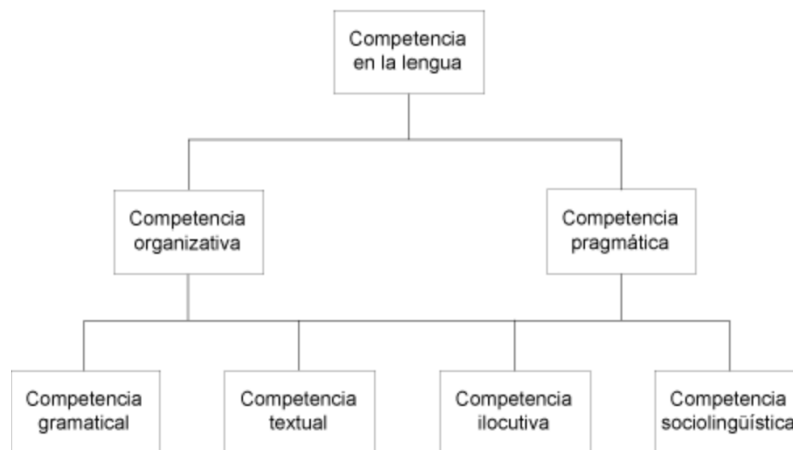 Competencia
en la lengua
Competencia
organizativa
Competencia
pragmática
Competencia
gramatical
Competencia
textual
Competencia
ilocutiva
Competencia
sociolingüística